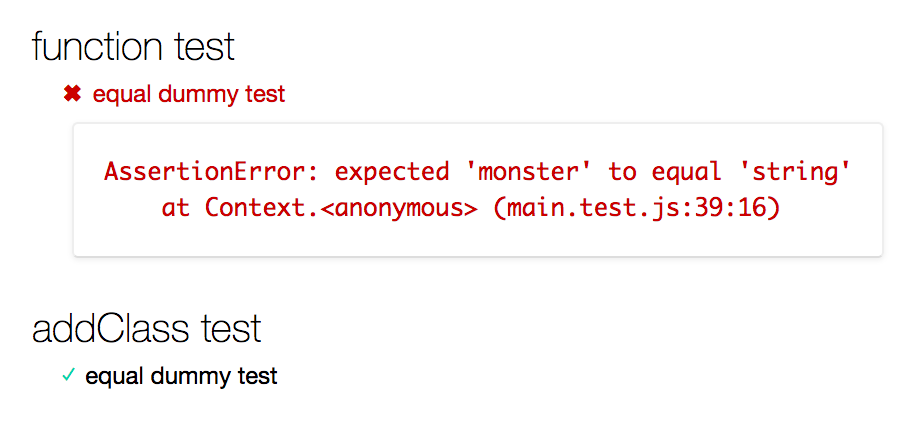 function test
✖ equal dummy test
AssertionError: expected 'monster' to equal 'string'
at Context.<anonymous> (main.test.js:39:16)
addClass test
✓ equal dummy test